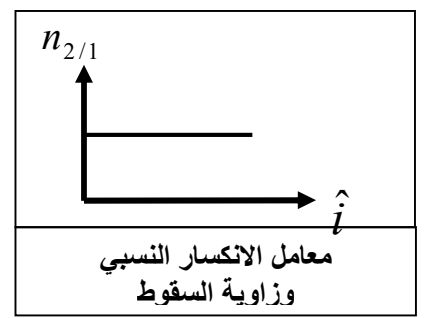 n2/1
î
معامل الانكسار النسبي
وزاوية السقوط